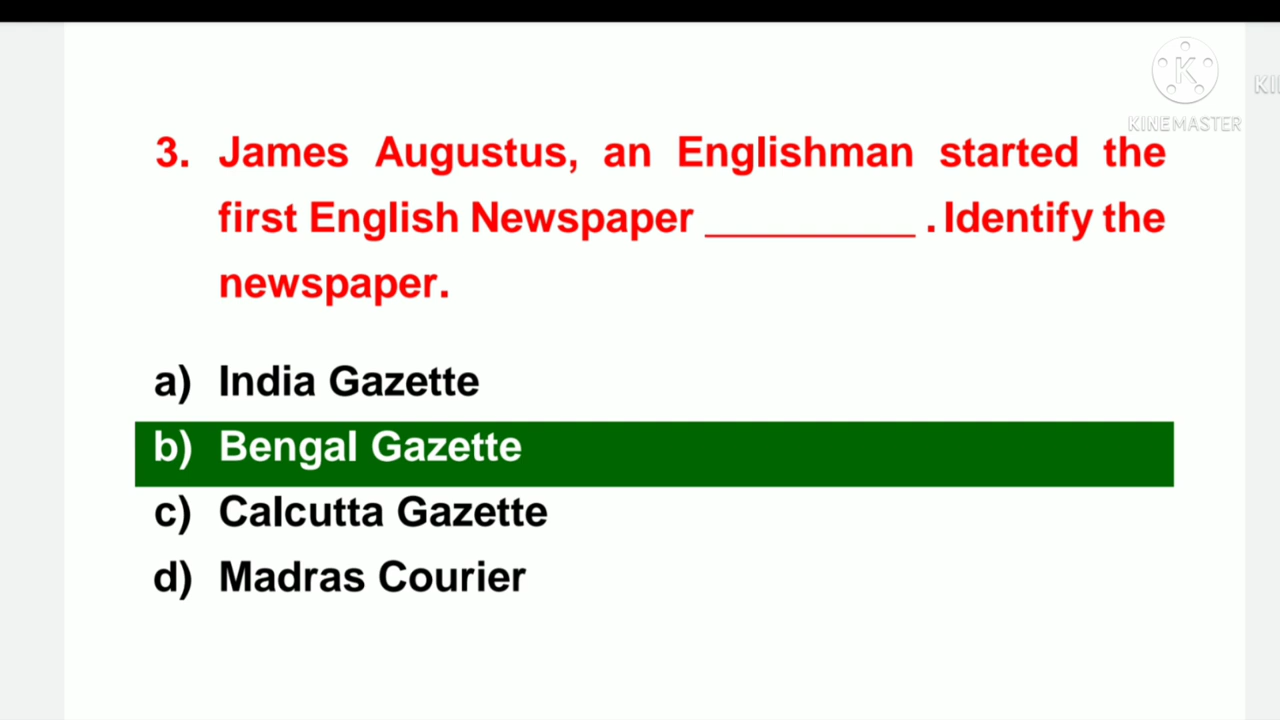 KINEMASTER
3. James Augustus, an Englishman started the
first English Newspaper __________ . Identify the
newspaper.
a) India Gazette
b) Bengal Gazette
c) Calcutta Gazette
d) Madras Courier